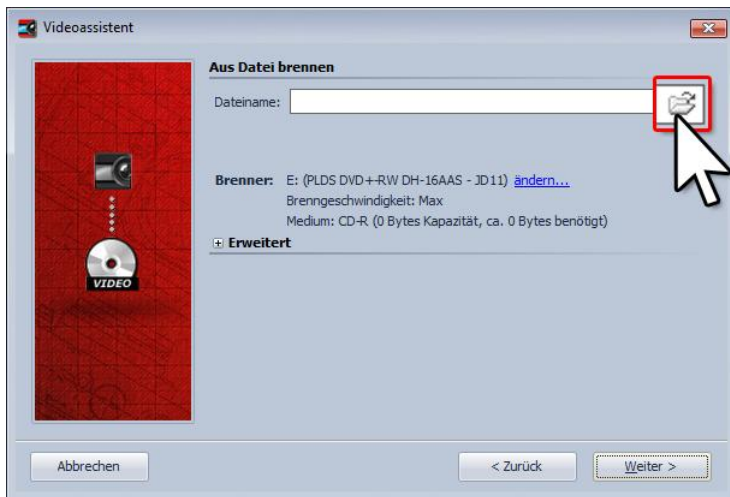 Videoassistent
Aus Datei brennen
Dateiname:
Brenner: E: (PLDS DVD+-RW DH-16AAS - JD11) ändern...
Brenngeschwindigkeit: Max
Medium: CD-R (0 Bytes Kapazität, ca. 0 Bytes benötigt)
Erweitert
VIDEO
Abbrechen
< Zurück
Weiter >